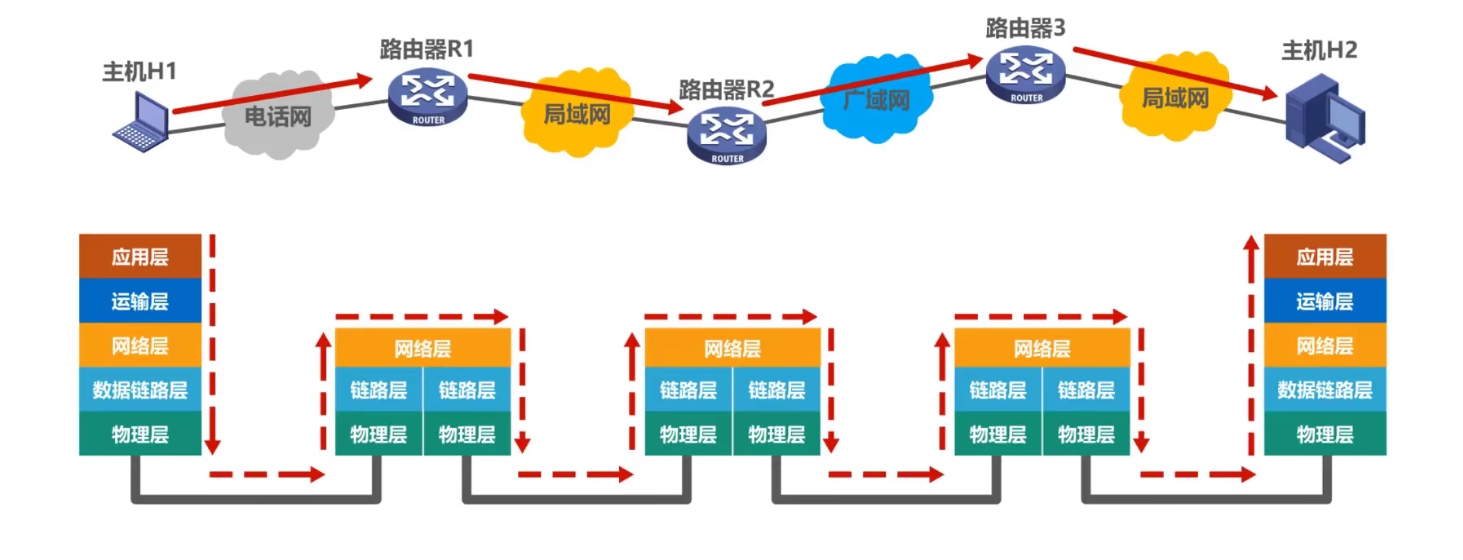 主机H1
路由器R1
路由器R2
路由器3
主机H2
电话网
局域网
广域网
局域网
ROUTER
ROUTER
ROUTER
应用层
运输层
网络层
数据链路层
物理层
网络层
链路层 链路层
物理层 物理层
网络层
链路层 链路层
物理层 物理层
网络层
链路层 链路层
物理层 物理层
应用层
运输层
网络层
数据链路层
物理层